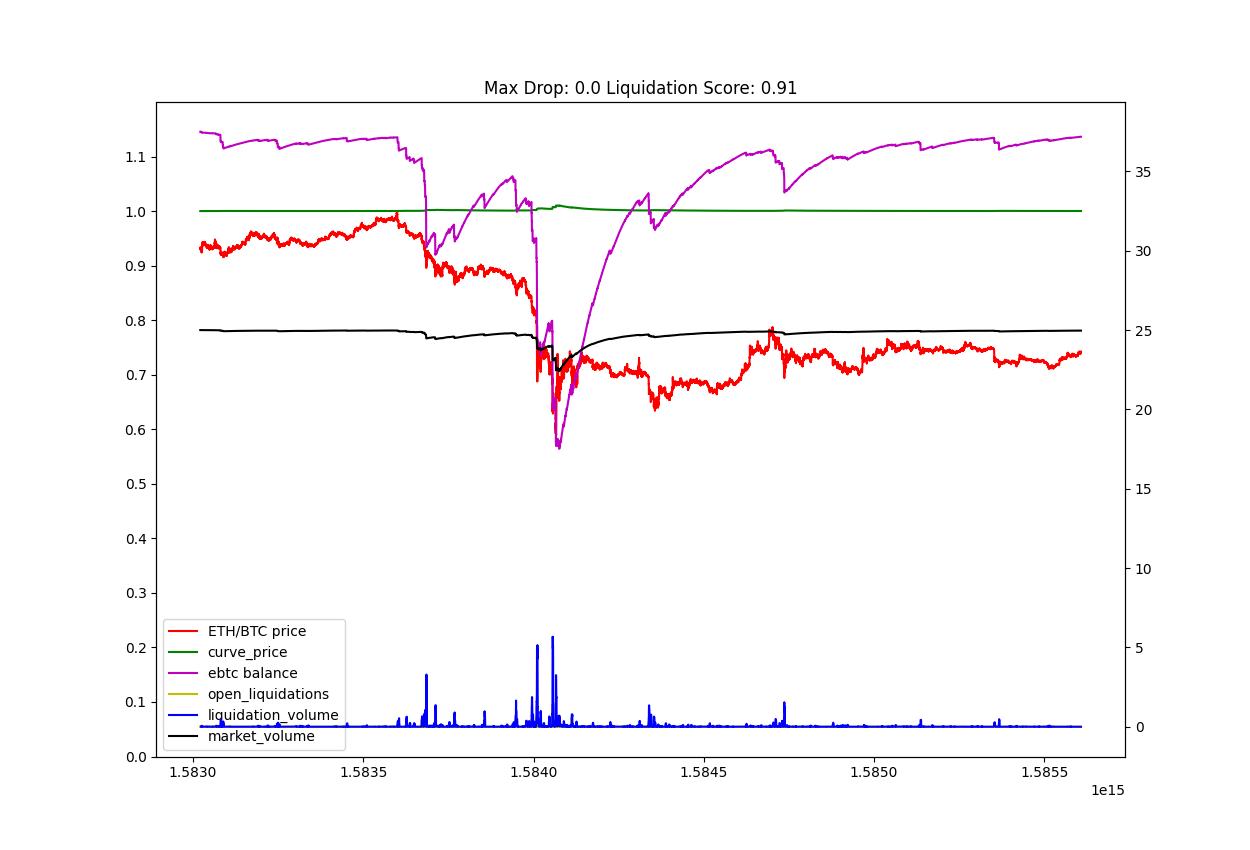 Max Drop: 0.0 Liquidation Score: 0.91
1.1
1.0
0.9
0.8
0.7
0.6
0.5
0.4
0.3
0.2
0.1
0.0
35
30
25
20
15
10
5
0
ETH/BTC price
curve_price
ebtc balance
open_liquidations
liquidation_volume
market_volume
1.5830 1.5835 1.5840 1.5845 1.5850 1.5855
1e15